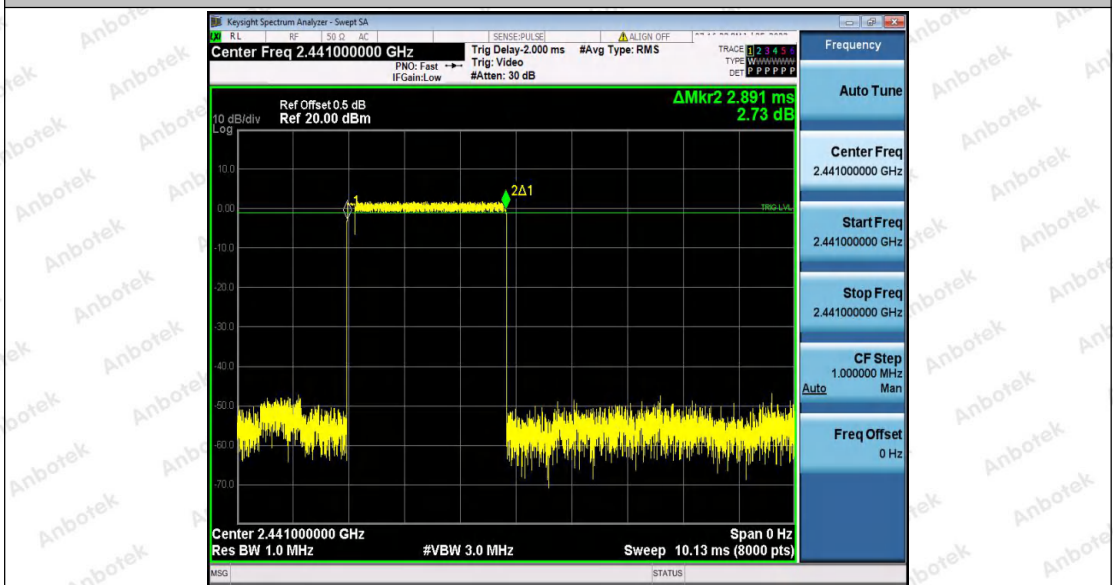 Keysight Spectrum Analyzer - Swept SA
LXI RL RF 50 Ω AC SENSE:PULSE ALIGN OFF
Center Freq 2.441000000 GHz
PNO: Fast
IFGain:Low
Trig Delay-2.000 ms
Trig: Video
#Atten: 30 dB
#Avg Type: RMS
TRACE 1 2 3 4 5 6
TYPE WWWWWW
DET P P P P P P
ΔMkr2 2.891 ms
2.73 dB
Ref Offset 0.5 dB
10 dB/div Ref 20.00 dBm
Log
10.0
0.00
-10.0
-20.0
-30.0
-40.0
-50.0
-60.0
-70.0
1
2Δ1
TRIG LVL
Center 2.441000000 GHz
Span 0 Hz
Res BW 1.0 MHz
#VBW 3.0 MHz
Sweep 10.13 ms (8000 pts)
MSG
STATUS
Frequency
Auto Tune
Center Freq
2.441000000 GHz
Start Freq
2.441000000 GHz
Stop Freq
2.441000000 GHz
CF Step
1.000000 MHz
Auto Man
Freq Offset
0 Hz
Anbotek